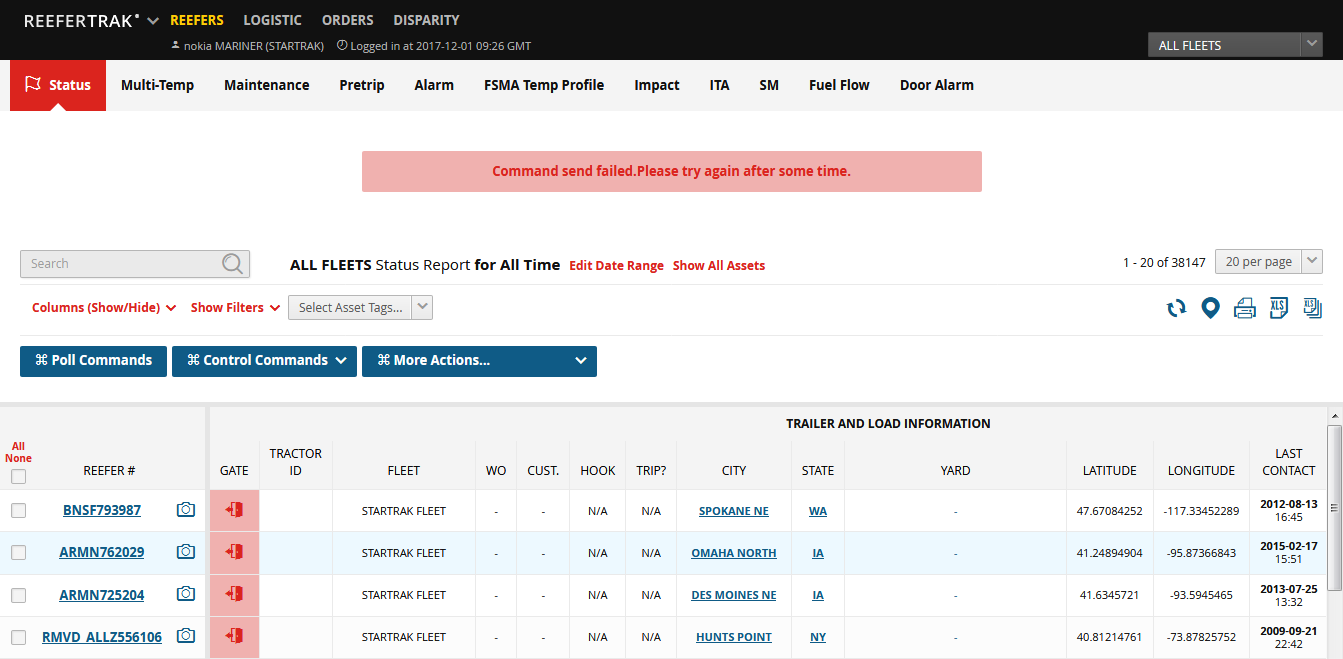 REEFERTRAK• REEFERS LOGISTIC ORDERS DISPARITY
nokia MARINER (STARTRAK) Logged in at 2017-12-01 09:26 GMT
ALL FLEETS
Status Multi-Temp Maintenance Pretrip Alarm FSMA Temp Profile Impact ITA SM Fuel Flow Door Alarm
Command send failed.Please try again after some time.
Search ALL FLEETS Status Report for All Time Edit Date Range Show All Assets 1 - 20 of 38147 20 per page
Columns (Show/Hide) Show Filters Select Asset Tags... XLS XLS
⌘ Poll Commands ⌘ Control Commands ⌘ More Actions...
TRAILER AND LOAD INFORMATION
All
None
REEFER # GATE TRACTOR ID FLEET WO CUST. HOOK TRIP? CITY STATE YARD LATITUDE LONGITUDE LAST CONTACT
BNSF793987 STARTRAK FLEET - - N/A N/A SPOKANE NE WA - 47.67084252 -117.33452289 2012-08-13 16:45
ARMN762029 STARTRAK FLEET - - N/A N/A OMAHA NORTH IA - 41.24894904 -95.87366843 2015-02-17 15:51
ARMN725204 STARTRAK FLEET - - N/A N/A DES MOINES NE IA - 41.6345721 -93.5945465 2013-07-25 13:32
RMVD_ALLZ556106 STARTRAK FLEET - - N/A N/A HUNTS POINT NY - 40.81214761 -73.87825752 2009-09-21 22:42